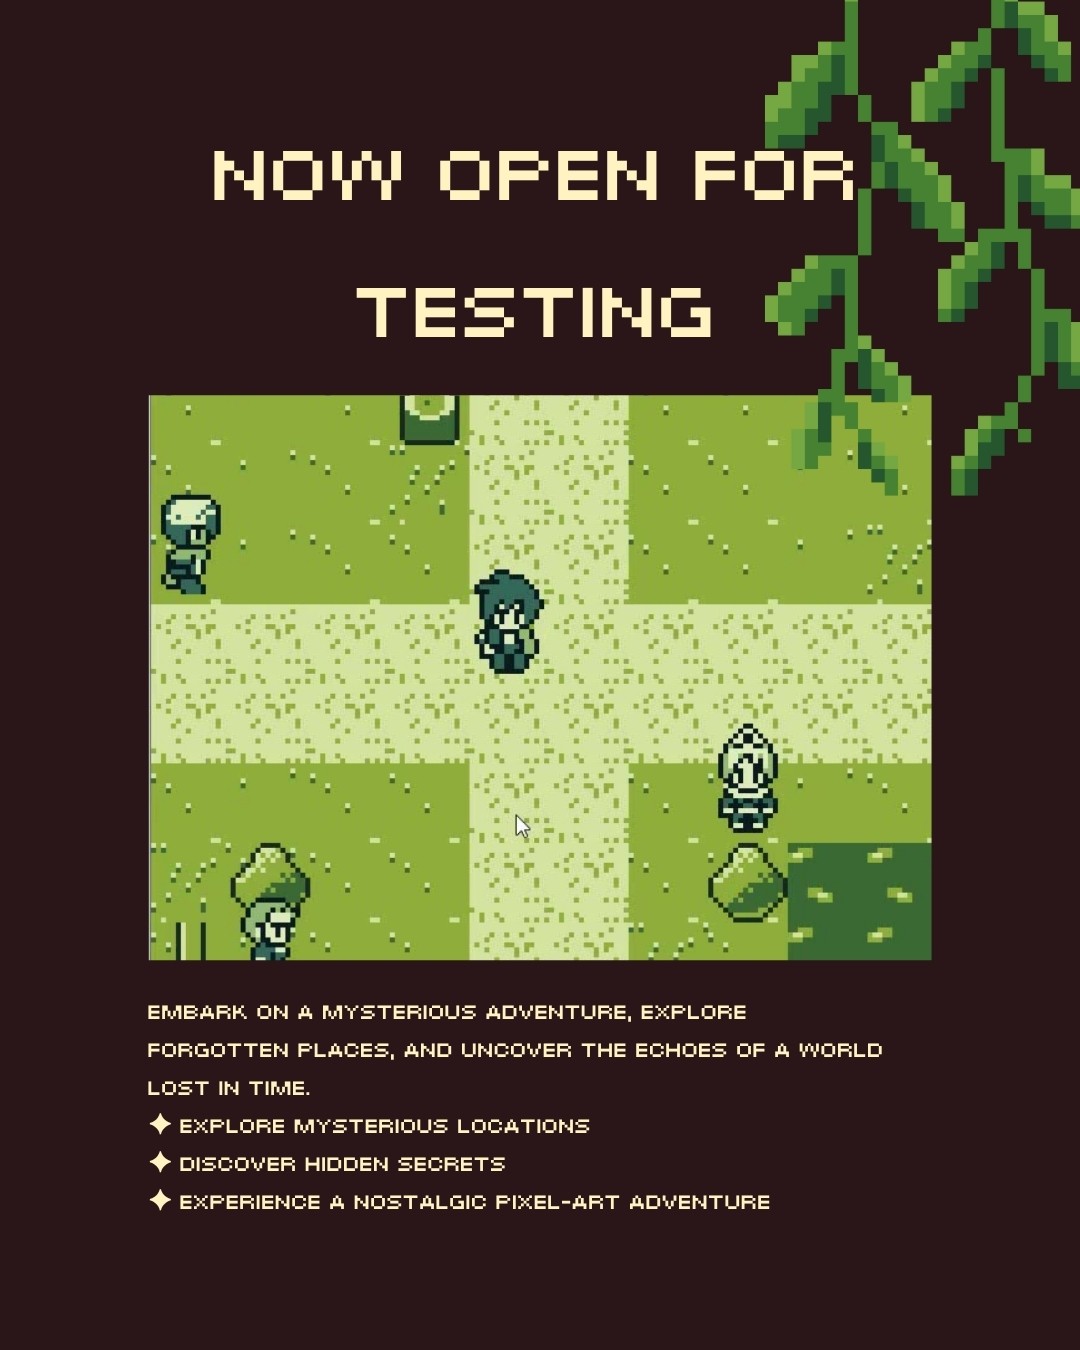 NOW OPEN FOR
TESTING
EMBARK ON A MYSTERIOUS ADVENTURE, EXPLORE
FORGOTTEN PLACES, AND UNCOVER THE ECHOES OF A WORLD
LOST IN TIME.
✦ EXPLORE MYSTERIOUS LOCATIONS
✦ DISCOVER HIDDEN SECRETS
✦ EXPERIENCE A NOSTALGIC PIXEL-ART ADVENTURE